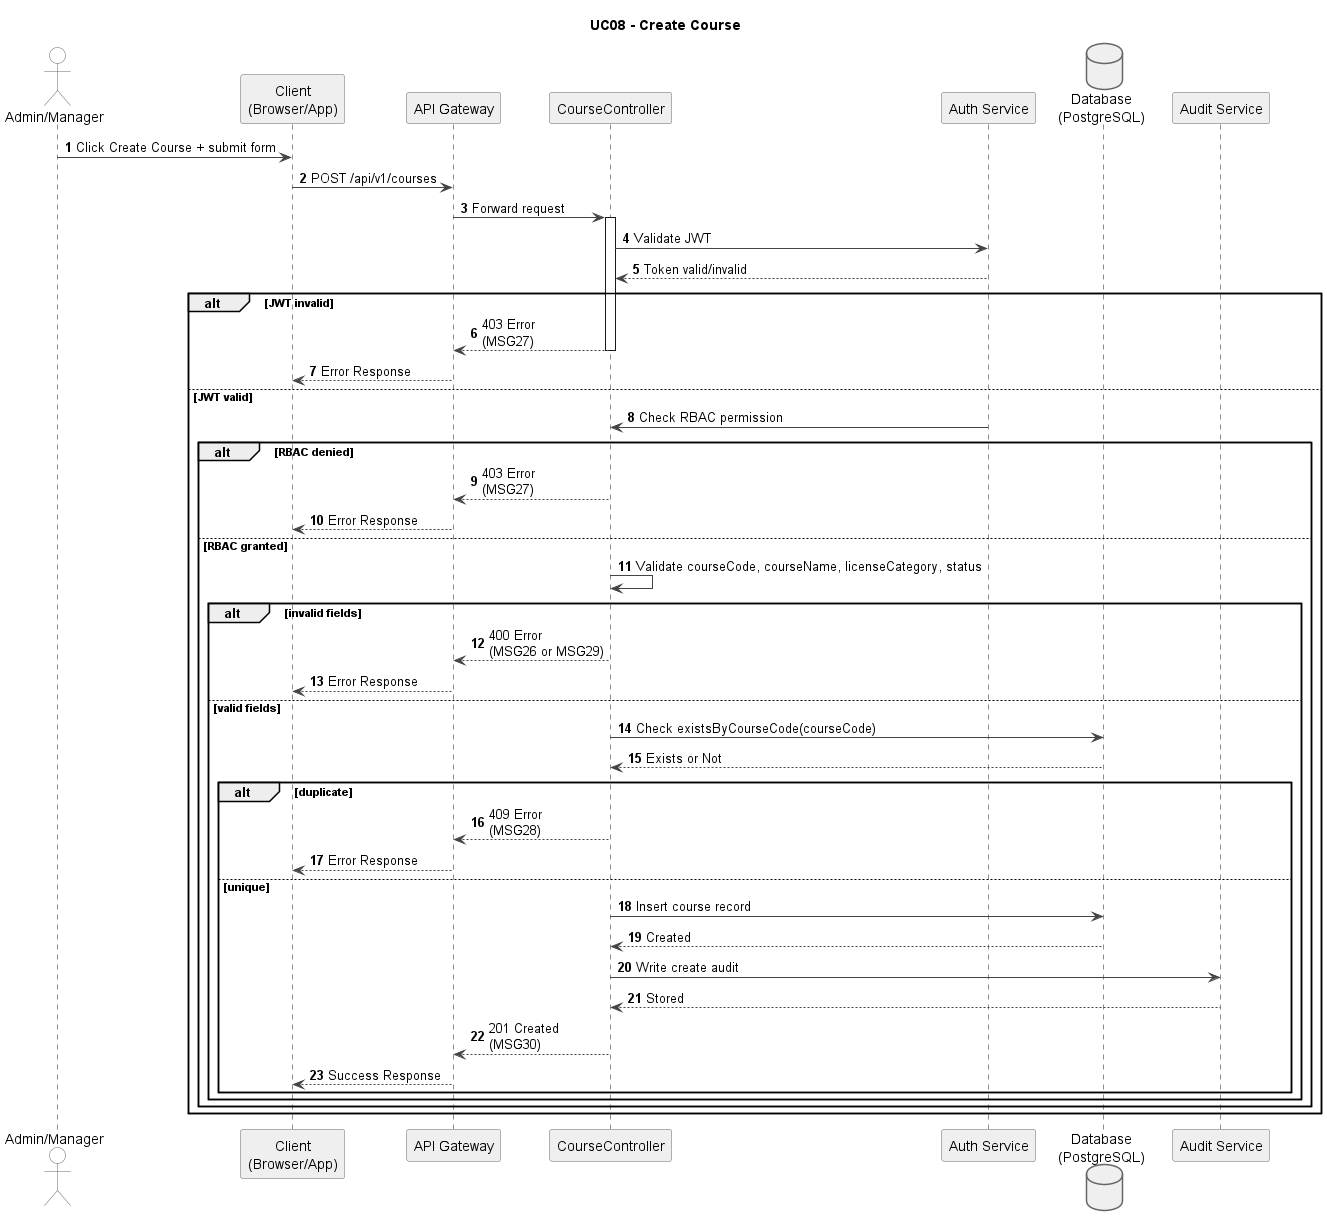 UC08 - Create Course
Admin/Manager
Client
(Browser/App)
API Gateway
CourseController
Auth Service
Database
(PostgreSQL)
Audit Service
1 Click Create Course + submit form
2 POST /api/v1/courses
3 Forward request
4 Validate JWT
5 Token valid/invalid
alt [JWT invalid]
6 403 Error
(MSG27)
7 Error Response
[JWT valid]
8 Check RBAC permission
alt [RBAC denied]
9 403 Error
(MSG27)
10 Error Response
[RBAC granted]
11 Validate courseCode, courseName, licenseCategory, status
alt [invalid fields]
12 400 Error
(MSG26 or MSG29)
13 Error Response
[valid fields]
14 Check existsByCourseCode(courseCode)
15 Exists or Not
alt [duplicate]
16 409 Error
(MSG28)
17 Error Response
[unique]
18 Insert course record
19 Created
20 Write create audit
21 Stored
22 201 Created
(MSG30)
23 Success Response
Admin/Manager
Client
(Browser/App)
API Gateway
CourseController
Auth Service
Database
(PostgreSQL)
Audit Service